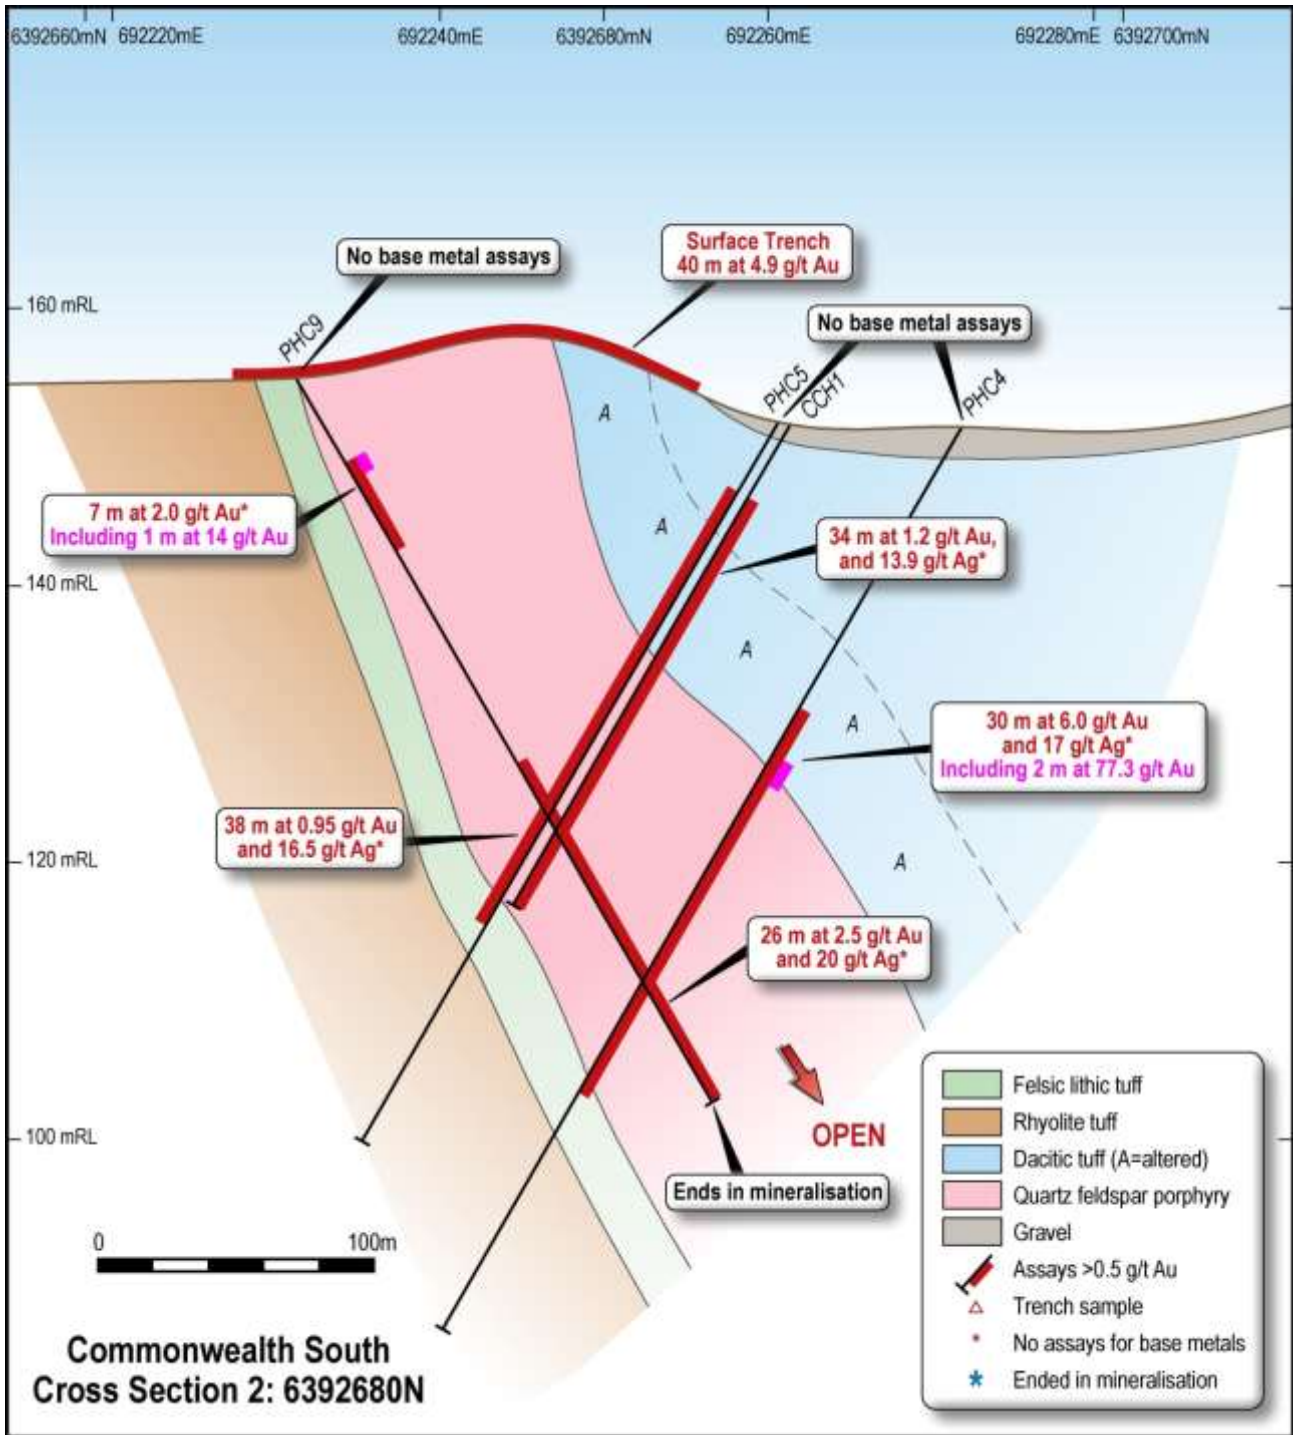 6392660mN 692220mE 692240mE 6392680mN 692260mE 692280mE 6392700mN
No base metal assays
Surface Trench
40 m at 4.9 g/t Au
160 mRL
No base metal assays
PHC9
PHC5
CCH1
PHC4
A
7 m at 2.0 g/t Au*
Including 1 m at 14 g/t Au
A
34 m at 1.2 g/t Au,
and 13.9 g/t Ag*
140 mRL
A
A
30 m at 6.0 g/t Au
and 17 g/t Ag*
Including 2 m at 77.3 g/t Au
38 m at 0.95 g/t Au
and 16.5 g/t Ag*
120 mRL
A
26 m at 2.5 g/t Au
and 20 g/t Ag*
OPEN
100 mRL
Ends in mineralisation
Felsic lithic tuff
Rhyolite tuff
Dacitic tuff (A=altered)
Quartz feldspar porphyry
Gravel
Assays >0.5 g/t Au
Trench sample
* No assays for base metals
* Ended in mineralisation
0 100m
Commonwealth South
Cross Section 2: 6392680N